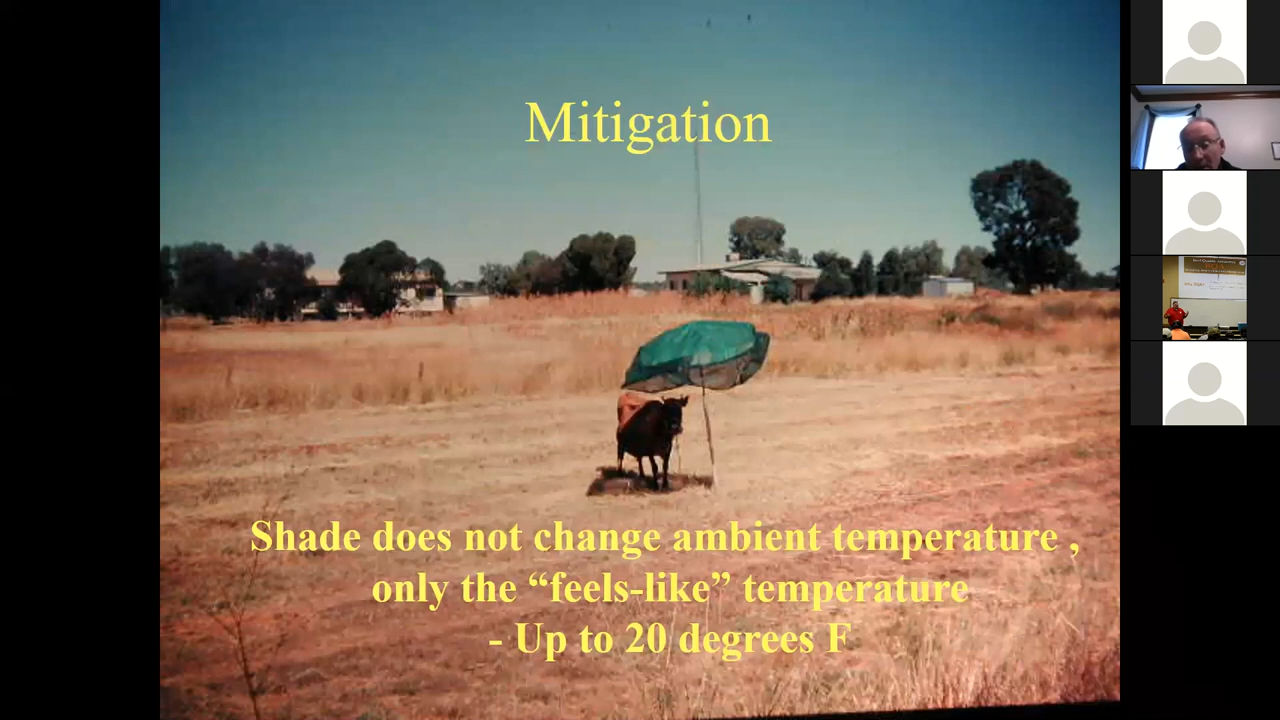 Mitigation
Shade does not change ambient temperature ,
only the “feels-like” temperature
- Up to 20 degrees F